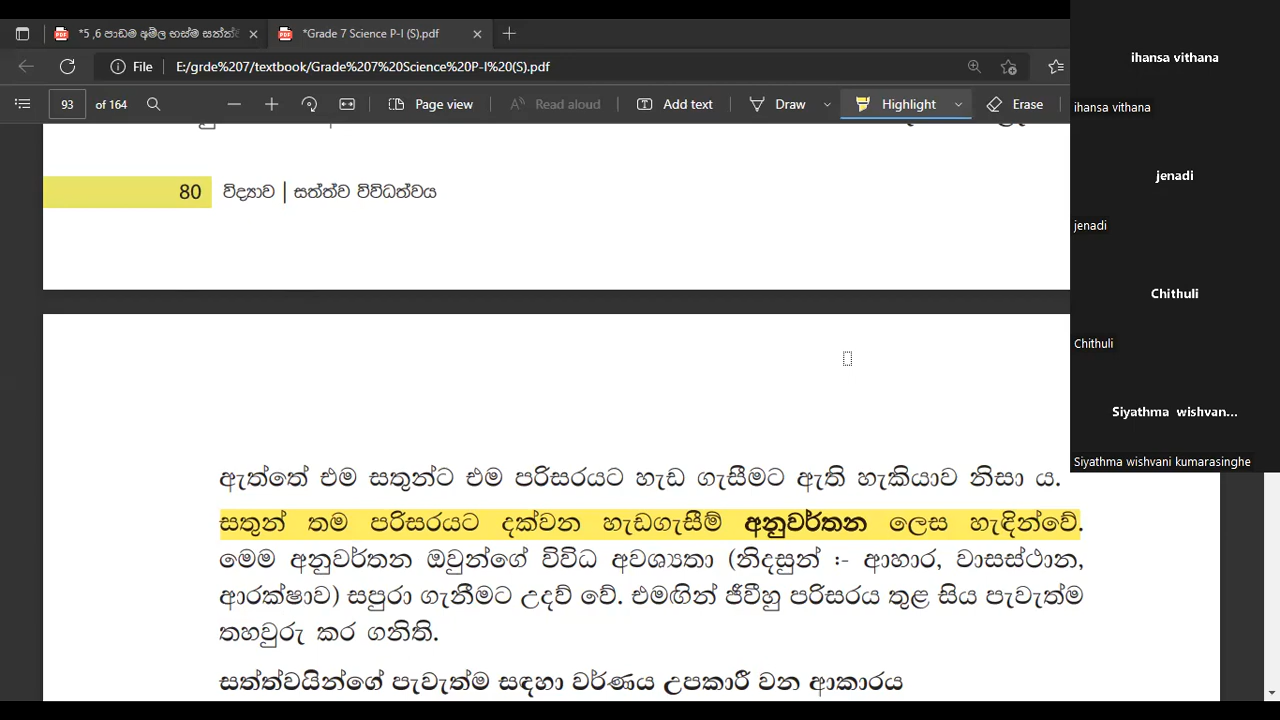 *5 ,6 පාඩම අම්ල භස්ම සත්ත්ව
*Grade 7 Science P-I (S).pdf
File
E:/grde%207/textbook/Grade%207%20Science%20P-I%20(S).pdf
93 of 164
Page view
Read aloud
Add text
Draw
Highlight
Erase
80 විද්‍යාව | සත්ත්ව විවිධත්වය
ඇත්තේ එම සතුන්ට එම පරිසරයට හැඩ ගැසීමට ඇති හැකියාව නිසා ය.
සතුන් තම පරිසරයට දක්වන හැඩගැසීම් අනුවර්තන ලෙස හැඳින්වේ.
මෙම අනුවර්තන ඔවුන්ගේ විවිධ අවශ්‍යතා (නිදසුන් :- ආහාර, වාසස්ථාන,
ආරක්ෂාව) සපුරා ගැනීමට උදව් වේ. එමඟින් ජීවීහු පරිසරය තුළ සිය පැවැත්ම
තහවුරු කර ගනිති.
සත්ත්වයින්ගේ පැවැත්ම සඳහා වර්ණය උපකාරී වන ආකාරය
ihansa vithana
ihansa vithana
jenadi
jenadi
Chithuli
Chithuli
Siyathma wishvan...
Siyathma wishvani kumarasinghe